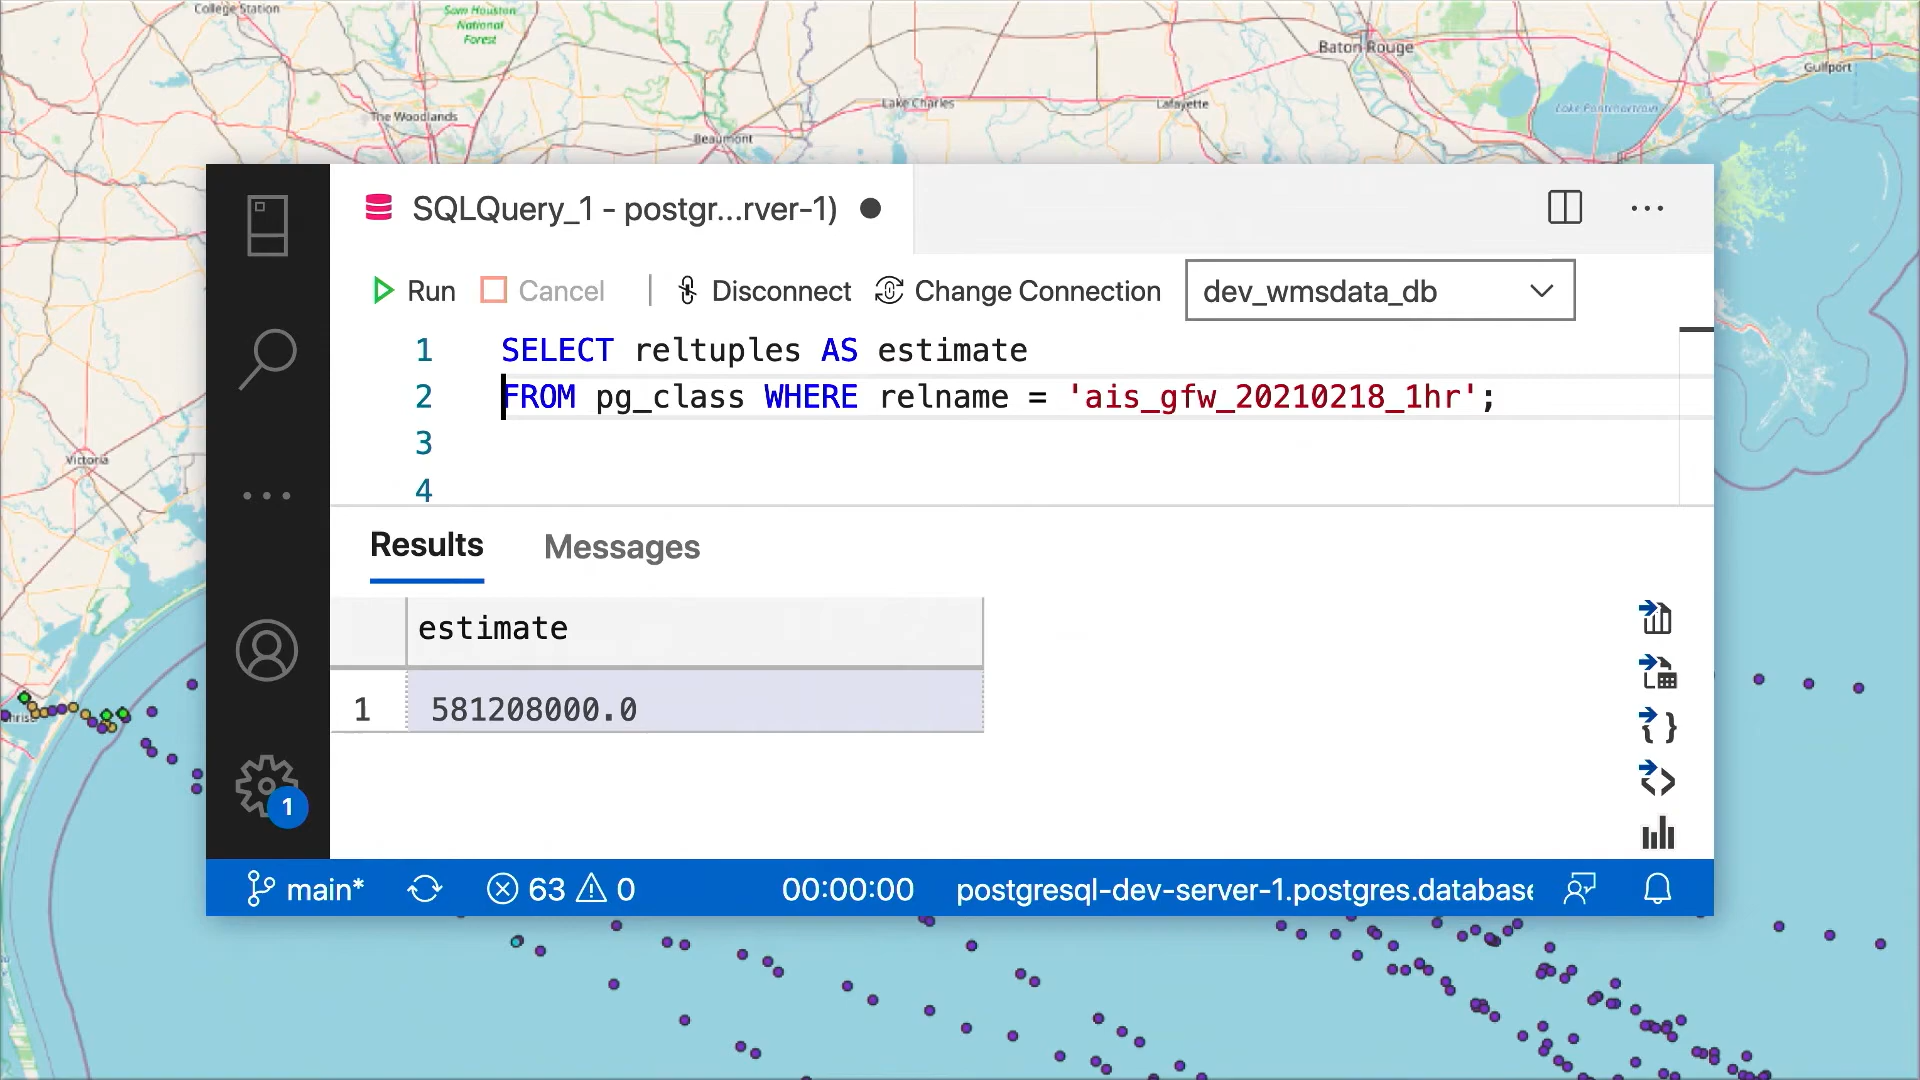 College Station
Sam Houston
National
Forest
Baton Rouge
Gulfport
The Woodlands
Beaumont
Lake Charles
Lafayette
Lake Pontchartrain
SQLQuery_1 - postgr...rver-1)
Run Cancel | Disconnect Change Connection dev_wmsdata_db
1 SELECT reltuples AS estimate
2 FROM pg_class WHERE relname = 'ais_gfw_20210218_1hr';
3
4
Victoria
Results Messages
estimate
1 581208000.0
1
main* 63 0 00:00:00 postgresql-dev-server-1.postgres.database